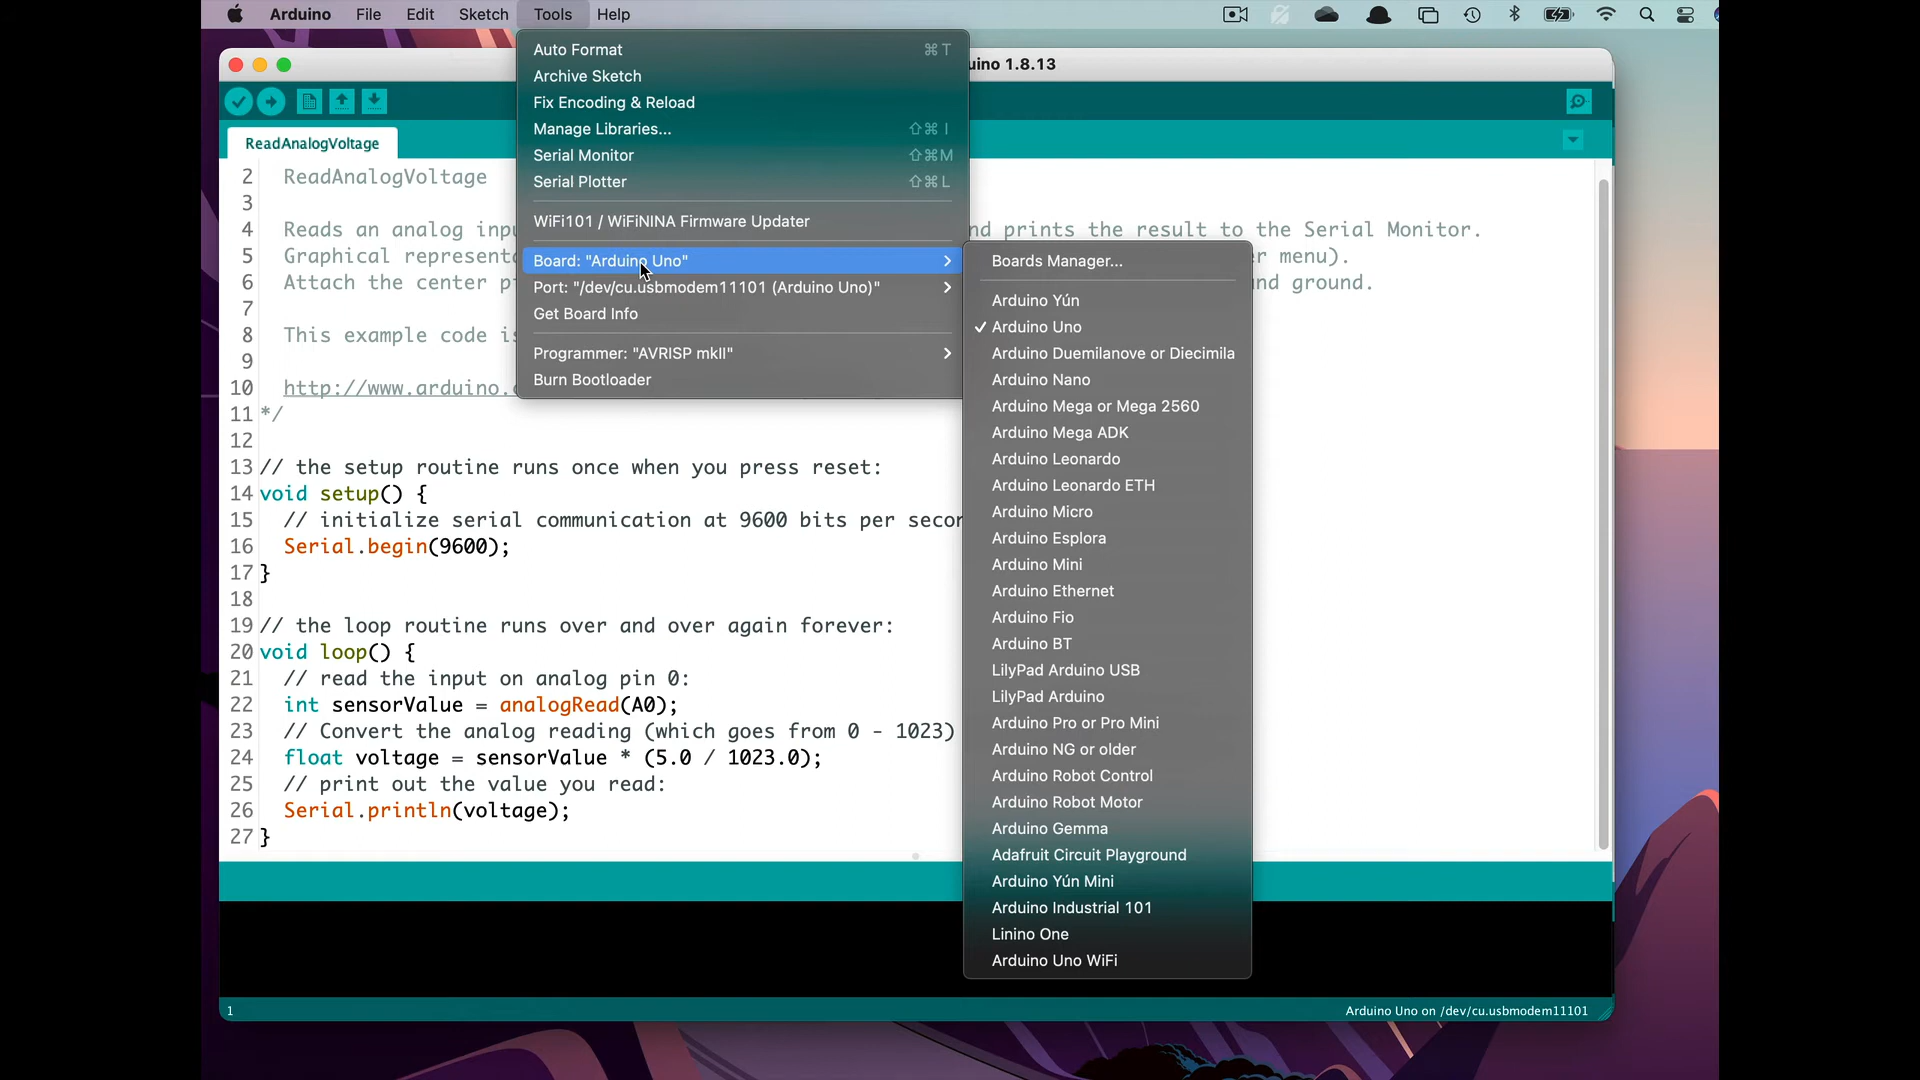 Arduino File Edit Sketch Tools Help
uino 1.8.13
Auto Format ⌘T
Archive Sketch
Fix Encoding & Reload
Manage Libraries... ⇧⌘I
Serial Monitor ⇧⌘M
Serial Plotter ⇧⌘L
WiFi101 / WiFiNINA Firmware Updater
Board: "Arduino Uno"
Port: "/dev/cu.usbmodem11101 (Arduino Uno)"
Get Board Info
Programmer: "AVRISP mkII"
Burn Bootloader
Boards Manager...
Arduino Yún
✓ Arduino Uno
Arduino Duemilanove or Diecimila
Arduino Nano
Arduino Mega or Mega 2560
Arduino Mega ADK
Arduino Leonardo
Arduino Leonardo ETH
Arduino Micro
Arduino Esplora
Arduino Mini
Arduino Ethernet
Arduino Fio
Arduino BT
LilyPad Arduino USB
LilyPad Arduino
Arduino Pro or Pro Mini
Arduino NG or older
Arduino Robot Control
Arduino Robot Motor
Arduino Gemma
Adafruit Circuit Playground
Arduino Yún Mini
Arduino Industrial 101
Linino One
Arduino Uno WiFi
ReadAnalogVoltage
2 ReadAnalogVoltage
3
4 Reads an analog inp nd prints the result to the Serial Monitor.
5 Graphical representa r menu).
6 Attach the center p nd ground.
7
8 This example code is
9
10 http://www.arduino.
11 */
12
13 // the setup routine runs once when you press reset:
14 void setup() {
15 // initialize serial communication at 9600 bits per secon
16 Serial.begin(9600);
17 }
18
19 // the loop routine runs over and over again forever:
20 void loop() {
21 // read the input on analog pin 0:
22 int sensorValue = analogRead(A0);
23 // Convert the analog reading (which goes from 0 - 1023)
24 float voltage = sensorValue * (5.0 / 1023.0);
25 // print out the value you read:
26 Serial.println(voltage);
27 }
1 Arduino Uno on /dev/cu.usbmodem11101